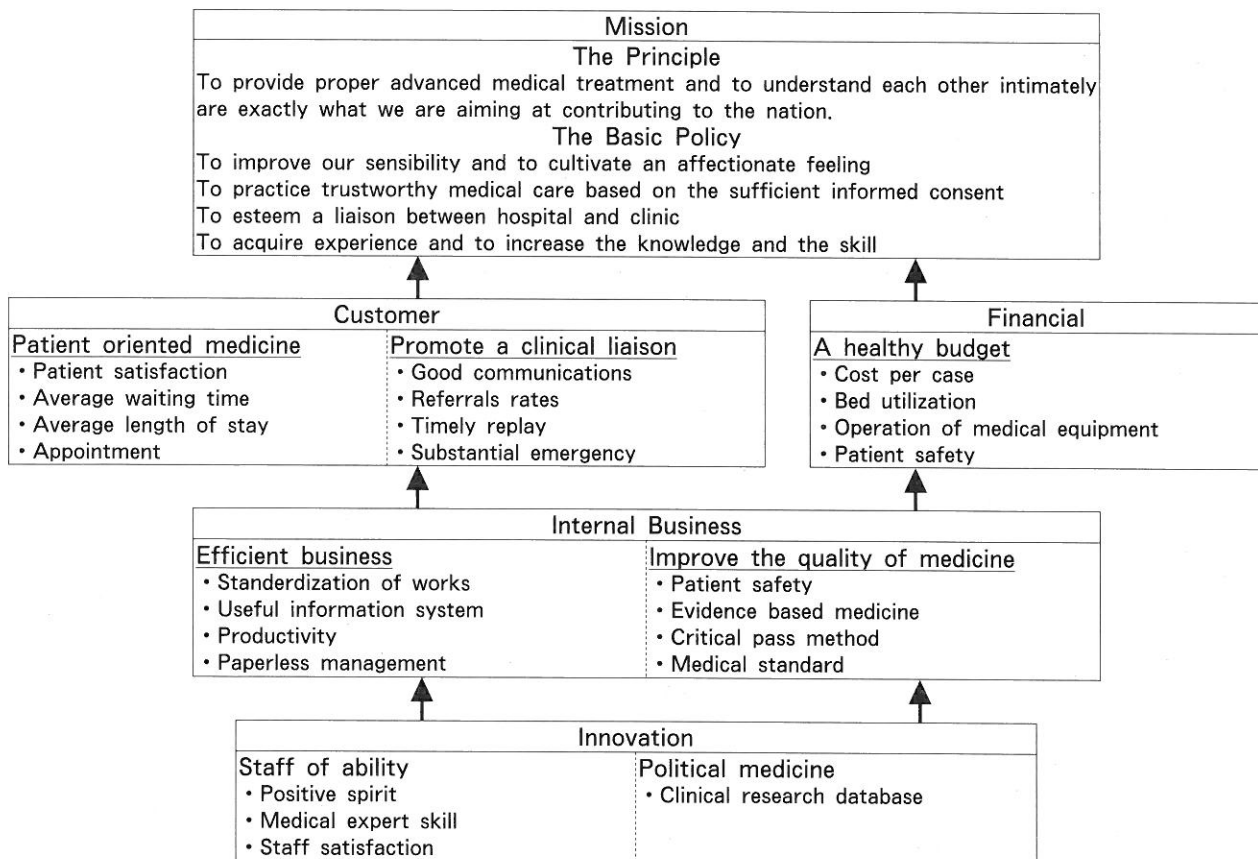 Mission
The Principle
To provide proper advanced medical treatment and to understand each other intimately
are exactly what we are aiming at contributing to the nation.
The Basic Policy
To improve our sensibility and to cultivate an affectionate feeling
To practice trustworthy medical care based on the sufficient informed consent
To esteem a liaison between hospital and clinic
To acquire experience and to increase the knowledge and the skill
Customer
Patient oriented medicine
・Patient satisfaction
・Average waiting time
・Average length of stay
・Appointment
Promote a clinical liaison
・Good communications
・Referrals rates
・Timely replay
・Substantial emergency
Financial
A healthy budget
・Cost per case
・Bed utilization
・Operation of medical equipment
・Patient safety
Internal Business
Efficient business
・Standerdization of works
・Useful information system
・Productivity
・Paperless management
Improve the quality of medicine
・Patient safety
・Evidence based medicine
・Critical pass method
・Medical standard
Innovation
Staff of ability
・Positive spirit
・Medical expert skill
・Staff satisfaction
Political medicine
・Clinical research database